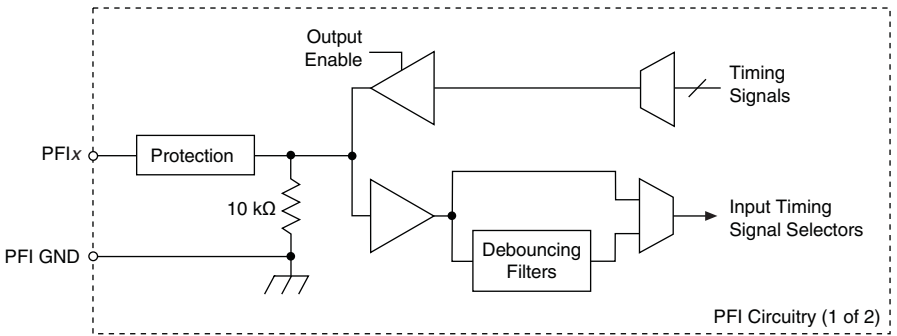 Output
Enable
Timing
Signals
PFIx
Protection
10 kΩ
Input Timing
Signal Selectors
Debouncing
Filters
PFI GND
PFI Circuitry (1 of 2)